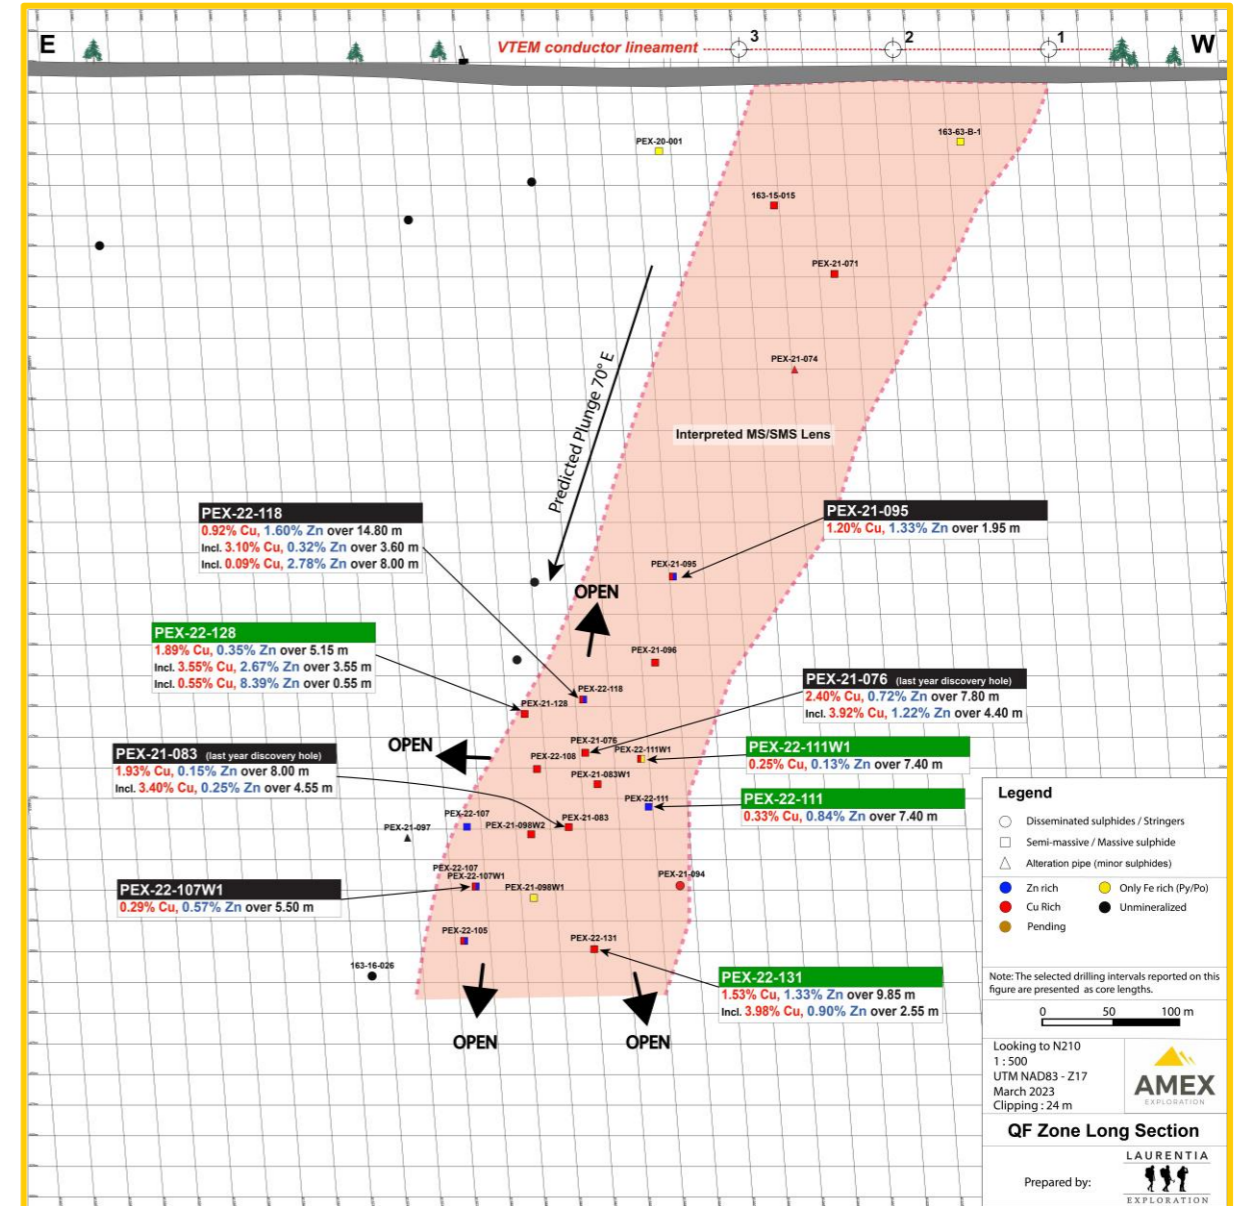 E
VTEM conductor lineament
3
2
1
W
PEX-20-001
163-63-B-1
163-15-015
PEX-21-071
PEX-21-074
Predicted Plunge 70° E
Interpreted MS/SMS Lens
PEX-22-118
0.92% Cu, 1.60% Zn over 14.80 m
Incl. 3.10% Cu, 0.32% Zn over 3.60 m
Incl. 0.09% Cu, 2.78% Zn over 8.00 m
PEX-21-095
1.20% Cu, 1.33% Zn over 1.95 m
PEX-21-095
OPEN
PEX-22-128
1.89% Cu, 0.35% Zn over 5.15 m
Incl. 3.55% Cu, 2.67% Zn over 3.55 m
Incl. 0.55% Cu, 8.39% Zn over 0.55 m
PEX-21-096
PEX-21-076 (last year discovery hole)
2.40% Cu, 0.72% Zn over 7.80 m
Incl. 3.92% Cu, 1.22% Zn over 4.40 m
PEX-22-118
PEX-21-128
OPEN
PEX-21-076
PEX-22-111W1
PEX-22-108
PEX-21-083W1
PEX-22-111W1
0.25% Cu, 0.13% Zn over 7.40 m
PEX-21-083 (last year discovery hole)
1.93% Cu, 0.15% Zn over 8.00 m
Incl. 3.40% Cu, 0.25% Zn over 4.55 m
PEX-22-111
PEX-22-111
0.33% Cu, 0.84% Zn over 7.40 m
PEX-22-107
PEX-21-097
PEX-21-098W2
PEX-21-083
PEX-22-107
PEX-22-107W1
PEX-21-098W1
PEX-21-094
PEX-22-107W1
0.29% Cu, 0.57% Zn over 5.50 m
PEX-22-105
PEX-22-131
163-16-026
PEX-22-131
1.53% Cu, 1.33% Zn over 9.85 m
Incl. 3.98% Cu, 0.90% Zn over 2.55 m
OPEN
OPEN
Legend
Disseminated sulphides / Stringers
Semi-massive / Massive sulphide
Alteration pipe (minor sulphides)
Zn rich
Only Fe rich (Py/Po)
Cu Rich
Unmineralized
Pending
Note: The selected drilling intervals reported on this
figure are presented as core lengths.
0 50 100 m
Looking to N210
1 : 500
UTM NAD83 - Z17
March 2023
Clipping : 24 m
AMEX
EXPLORATION
QF Zone Long Section
Prepared by:
LAURENTIA
EXPLORATION